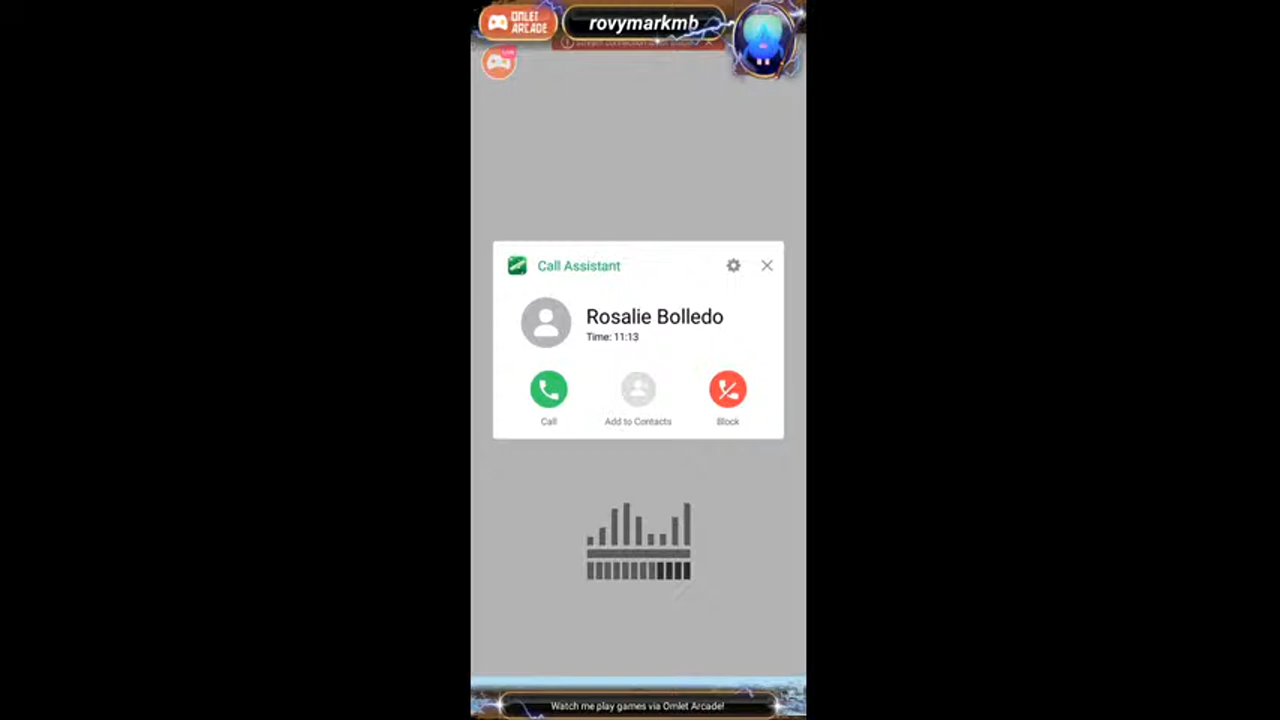 OMLET
ARCADE
rovymarkmb
LIVE
Call Assistant
Rosalie Bolledo
Time: 11:13
Call
Add to Contacts
Block
Watch me play games via Omlet Arcade!